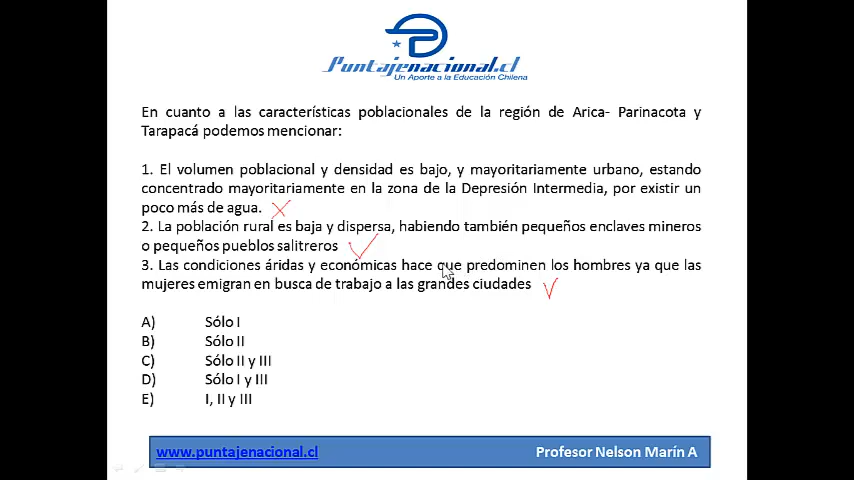 Puntajenacional.cl
Un Aporte a la Educación Chilena
En cuanto a las características poblacionales de la región de Arica- Parinacota y
Tarapacá podemos mencionar:
1. El volumen poblacional y densidad es bajo, y mayoritariamente urbano, estando
concentrado mayoritariamente en la zona de la Depresión Intermedia, por existir un
poco más de agua.
2. La población rural es baja y dispersa, habiendo también pequeños enclaves mineros
o pequeños pueblos salitreros
3. Las condiciones áridas y económicas hace que predominen los hombres ya que las
mujeres emigran en busca de trabajo a las grandes ciudades
A) Sólo I
B) Sólo II
C) Sólo II y III
D) Sólo I y III
E) I, II y III
www.puntajenacional.cl Profesor Nelson Marín A